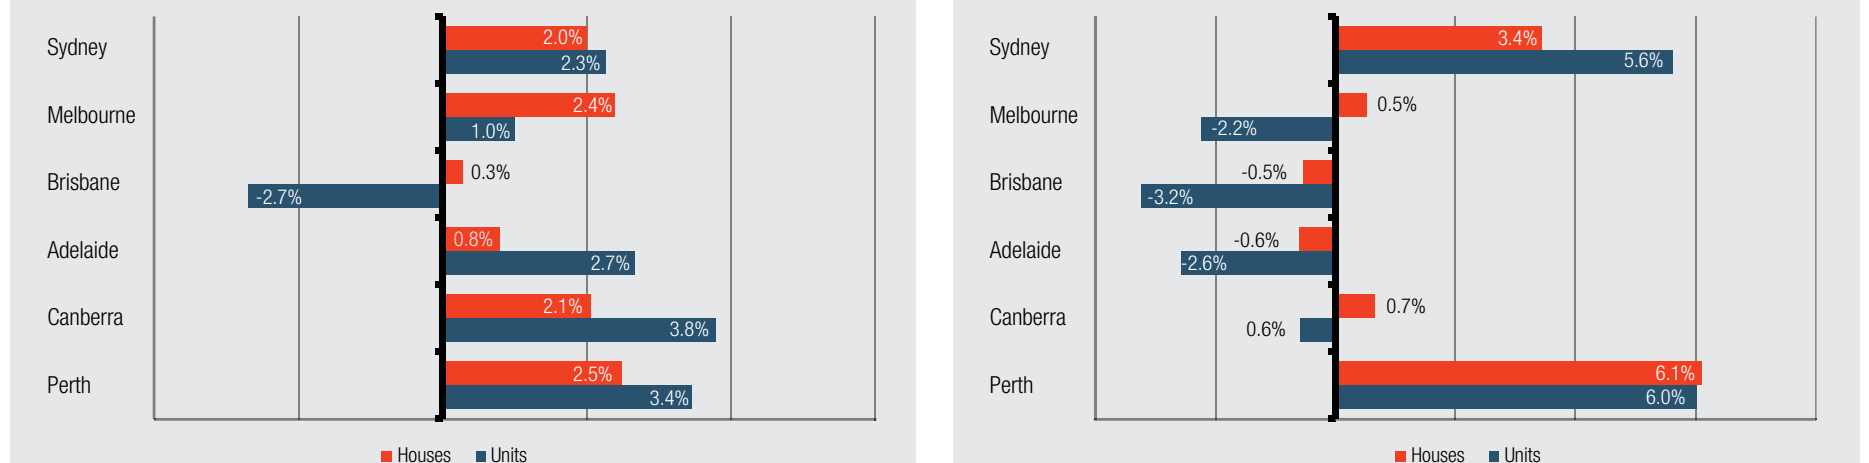 Sydney
2.0%
2.3%
Melbourne
2.4%
1.0%
Brisbane
0.3%
-2.7%
Adelaide
0.8%
2.7%
Canberra
2.1%
3.8%
Perth
2.5%
3.4%
Houses Units
Sydney
3.4%
5.6%
Melbourne
0.5%
-2.2%
Brisbane
-0.5%
-3.2%
Adelaide
-0.6%
-2.6%
Canberra
0.7%
0.6%
Perth
6.1%
6.0%
Houses Units